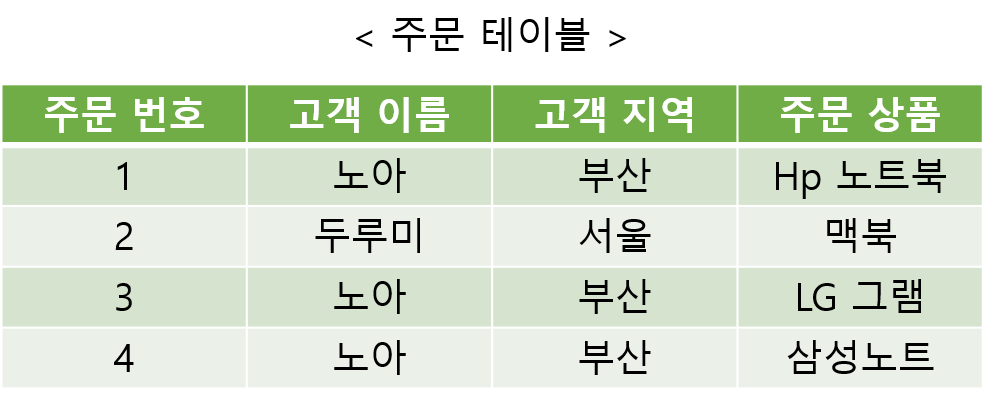 < 주문 테이블 >
주문 번호 고객 이름 고객 지역 주문 상품
1 노아 부산 Hp 노트북
2 두루미 서울 맥북
3 노아 부산 LG 그램
4 노아 부산 삼성노트